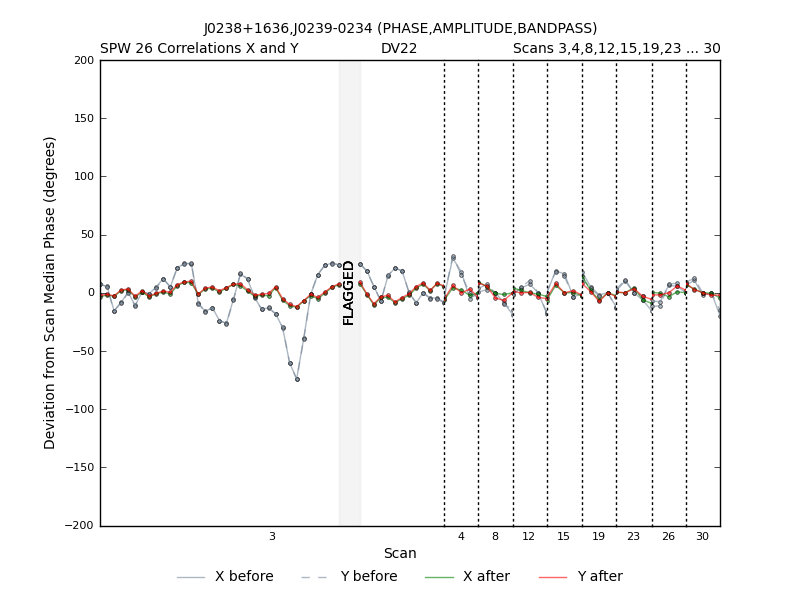 J0238+1636,J0239-0234 (PHASE,AMPLITUDE,BANDPASS)
SPW 26 Correlations X and Y DV22 Scans 3,4,8,12,15,19,23 ... 30
200
150
100
50
0
−50
−100
−150
−200
Deviation from Scan Median Phase (degrees)
FLAGGED
3 4 8 12 15 19 23 26 30
Scan
X before Y before X after Y after